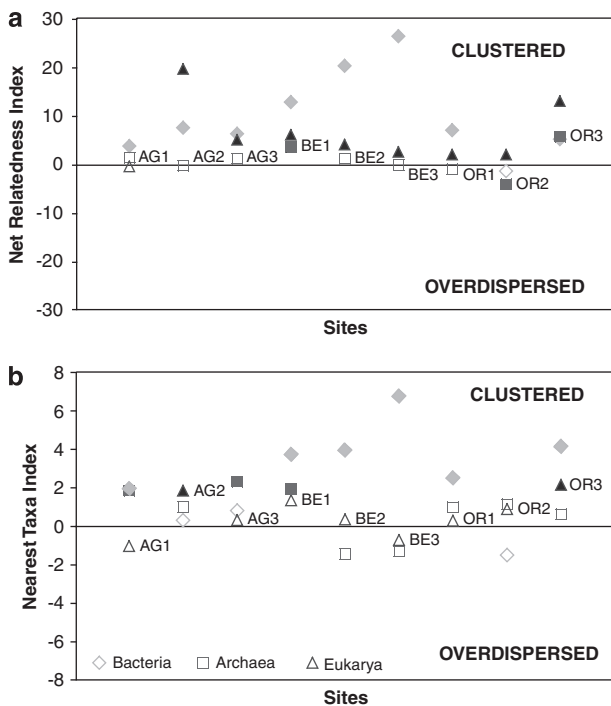 a
30
20
10
0
-10
-20
-30
Net Relatedness Index
CLUSTERED
AG1
AG2
AG3
BE1
BE2
BE3
OR1
OR2
OR3
OVERDISPERSED
Sites
b
8
6
4
2
0
-2
-4
-6
-8
Nearest Taxa Index
CLUSTERED
AG1
AG2
AG3
BE1
BE2
BE3
OR1
OR2
OR3
Bacteria Archaea Eukarya
OVERDISPERSED
Sites